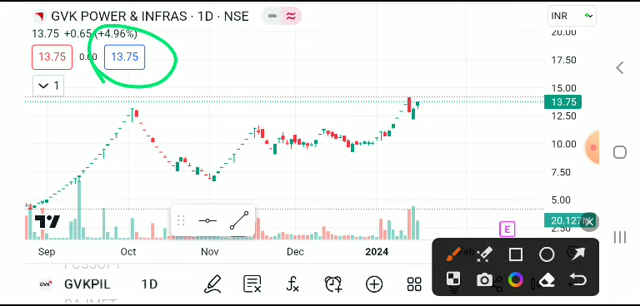 GVK POWER & INFRAS · 1D · NSE
INR
13.75 +0.65 (+4.96%)
13.75 0.00 13.75
1
20.00
17.50
15.00
13.75
12.50
10.00
7.50
5.00
2.50
E
Sep Oct Nov Dec 2024
GVKPIL 1D